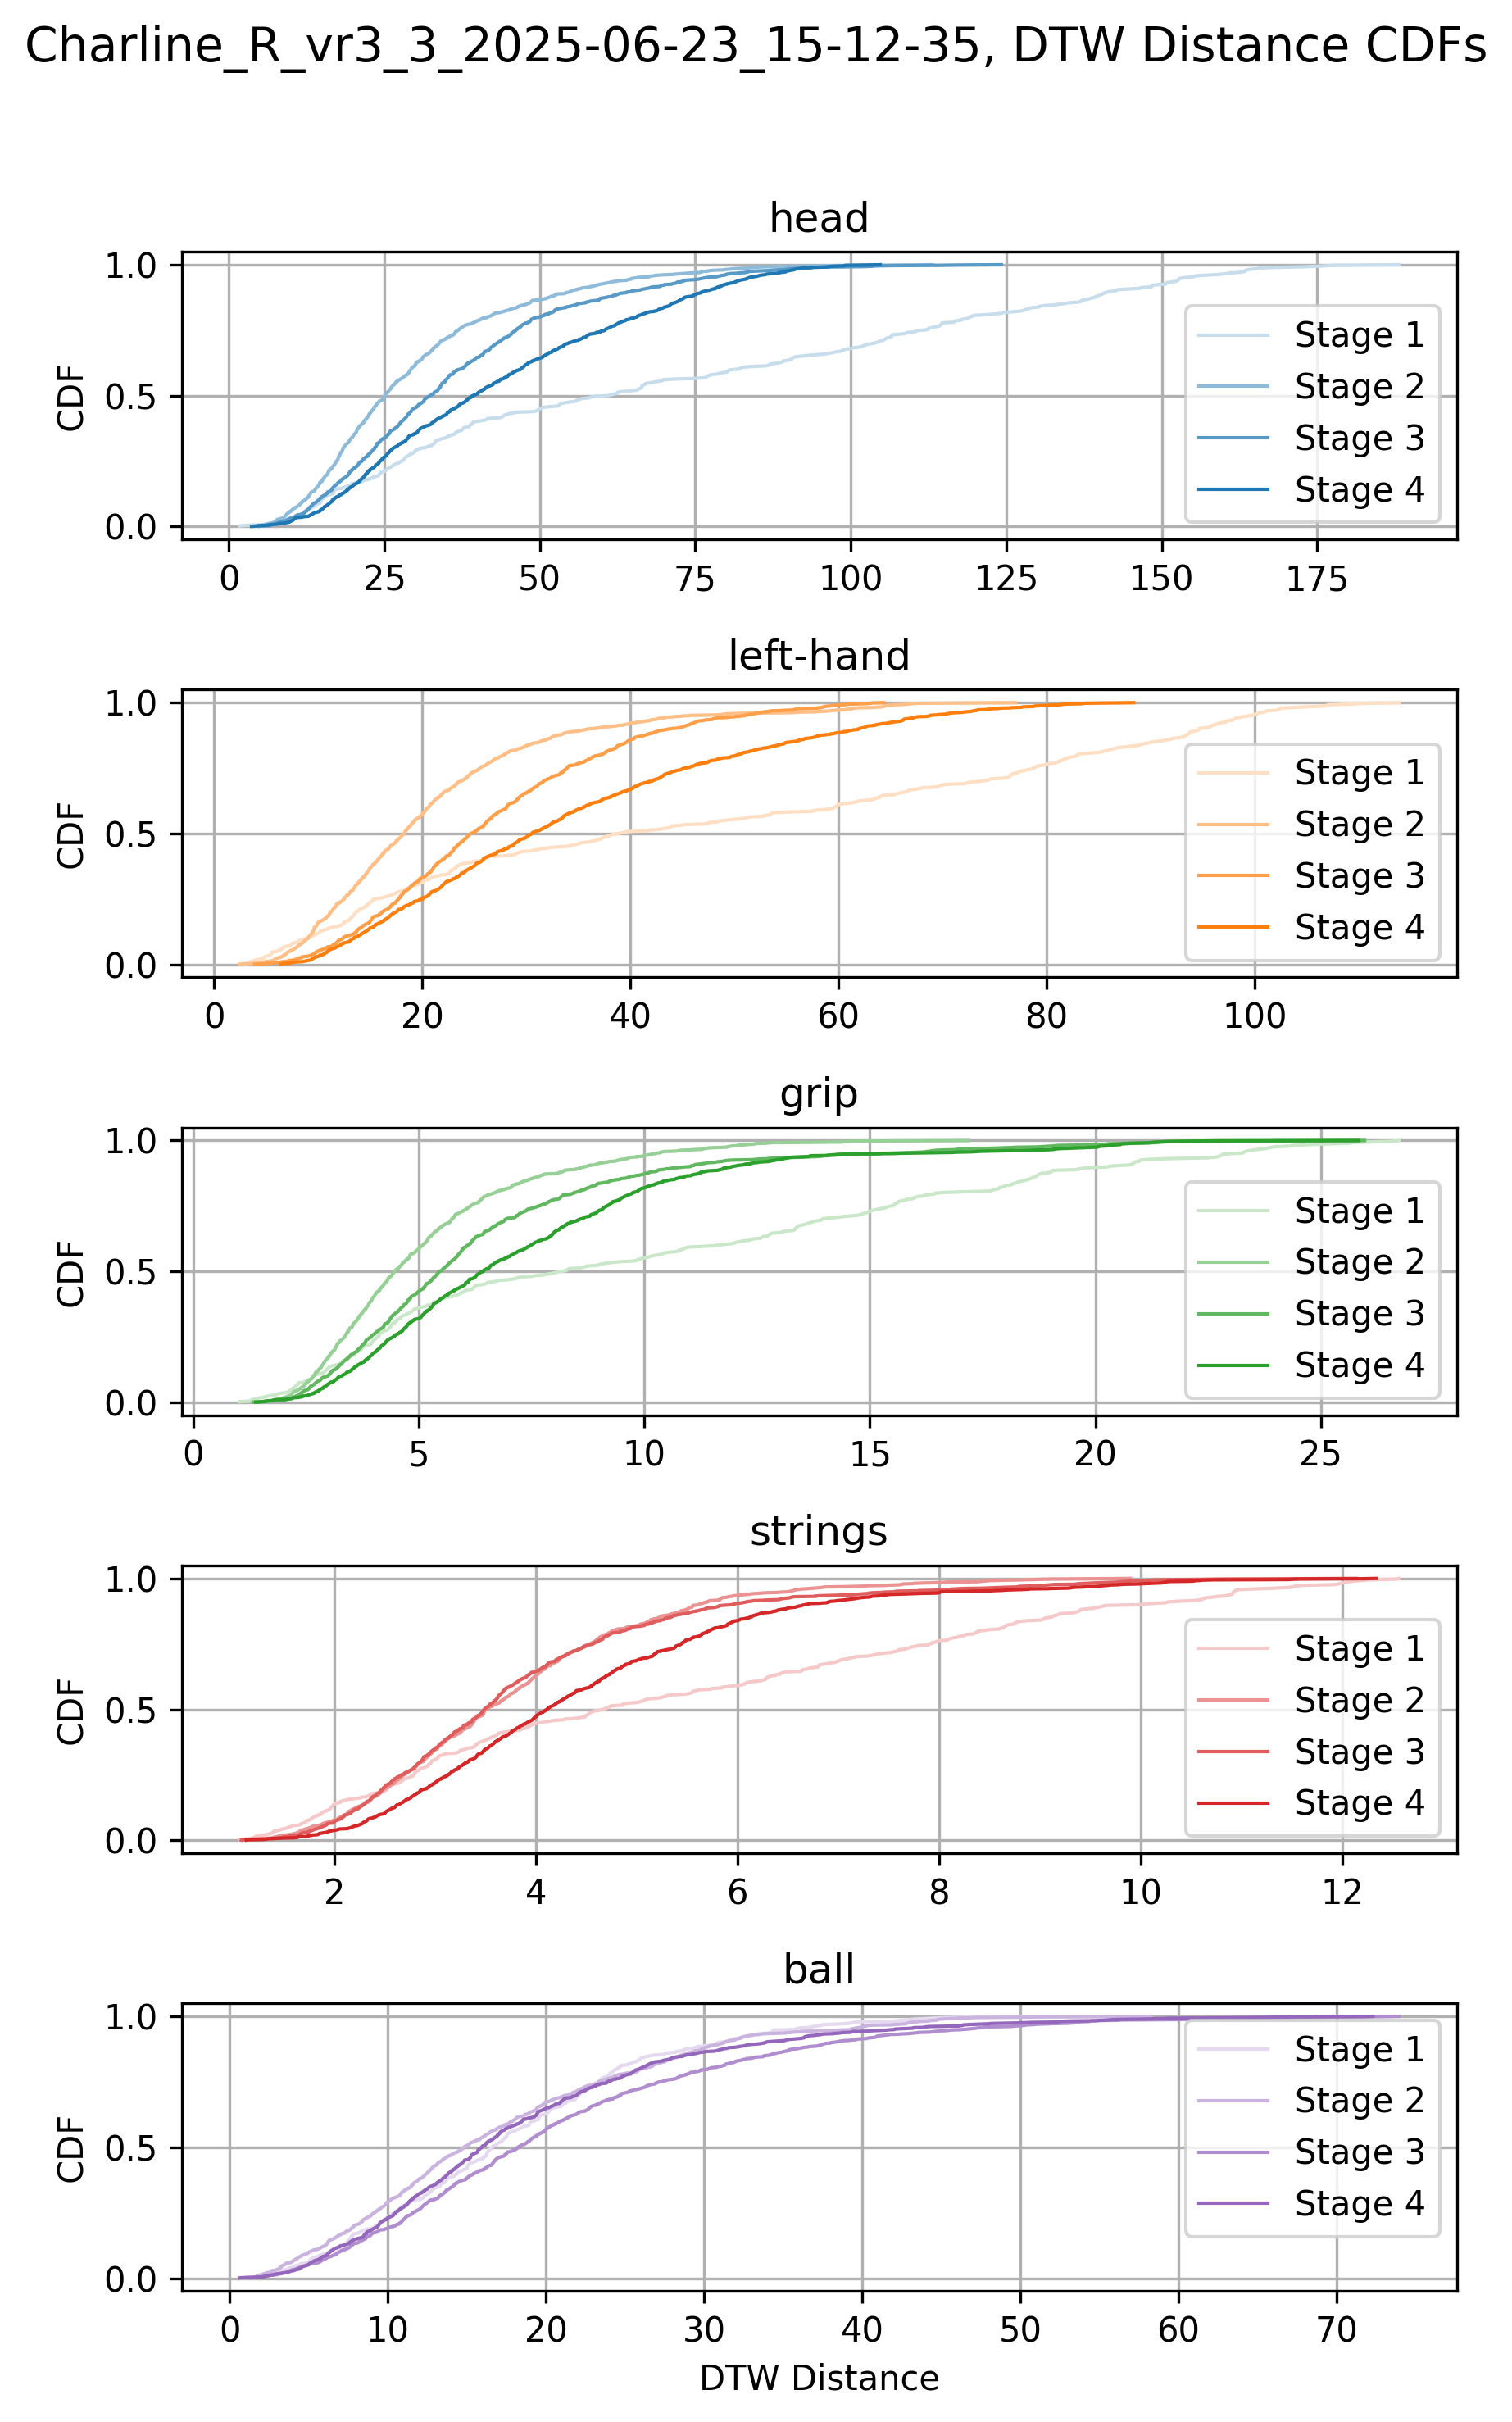 Charline_R_vr3_3_2025-06-23_15-12-35, DTW Distance CDFs
head
1.0
0.5
0.0
CDF
Stage 1
Stage 2
Stage 3
Stage 4
0 25 50 75 100 125 150 175
left-hand
1.0
0.5
0.0
CDF
Stage 1
Stage 2
Stage 3
Stage 4
0 20 40 60 80 100
grip
1.0
0.5
0.0
CDF
Stage 1
Stage 2
Stage 3
Stage 4
0 5 10 15 20 25
strings
1.0
0.5
0.0
CDF
Stage 1
Stage 2
Stage 3
Stage 4
2 4 6 8 10 12
ball
1.0
0.5
0.0
CDF
Stage 1
Stage 2
Stage 3
Stage 4
0 10 20 30 40 50 60 70
DTW Distance